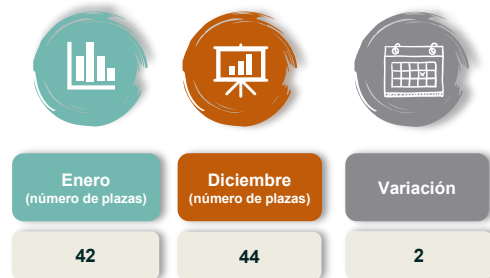 Enero
(número de plazas)
Diciembre
(número de plazas)
Variación
42
44
2